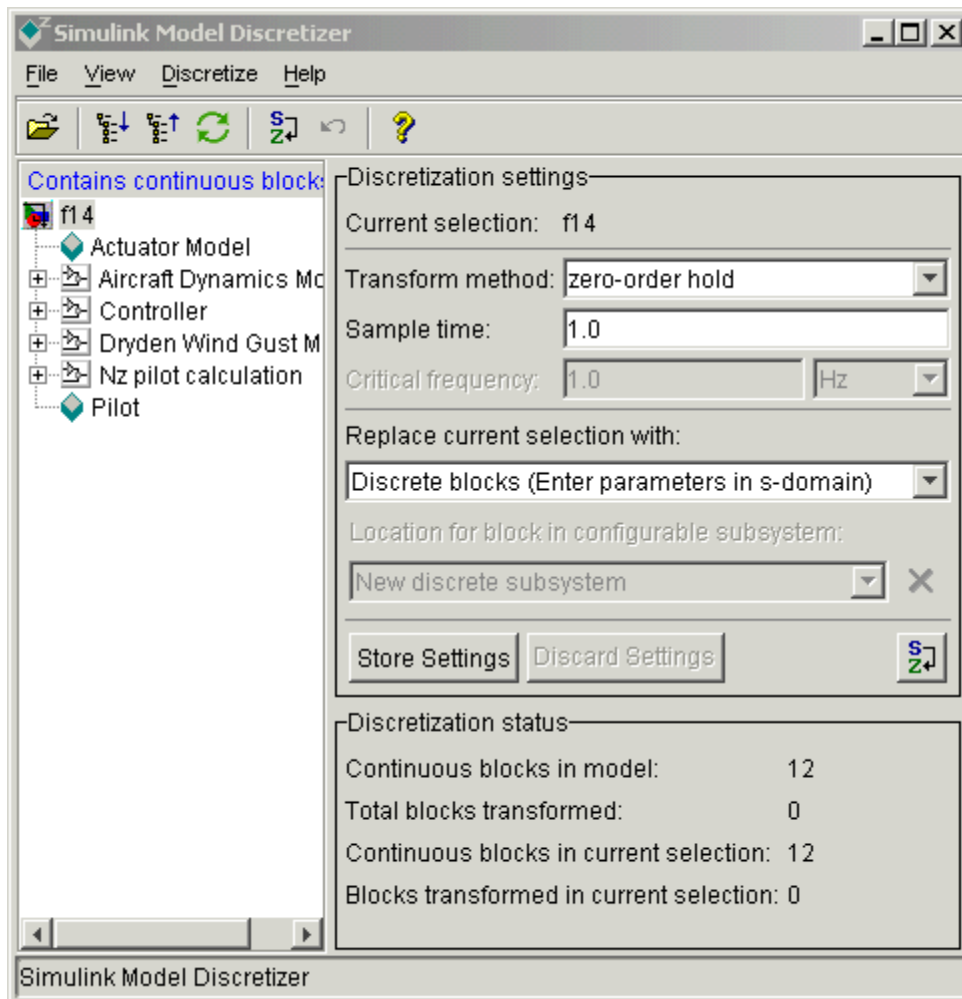 Simulink Model Discretizer
File View Discretize Help
S
Z
?
Contains continuous block
f14
Actuator Model
Aircraft Dynamics Mo
Controller
Dryden Wind Gust M
Nz pilot calculation
Pilot
Discretization settings
Current selection: f14
Transform method: zero-order hold
Sample time: 1.0
Critical frequency: 1.0 Hz
Replace current selection with:
Discrete blocks (Enter parameters in s-domain)
Location for block in configurable subsystem:
New discrete subsystem
Store Settings Discard Settings
S
Z
Discretization status
Continuous blocks in model: 12
Total blocks transformed: 0
Continuous blocks in current selection: 12
Blocks transformed in current selection: 0
Simulink Model Discretizer